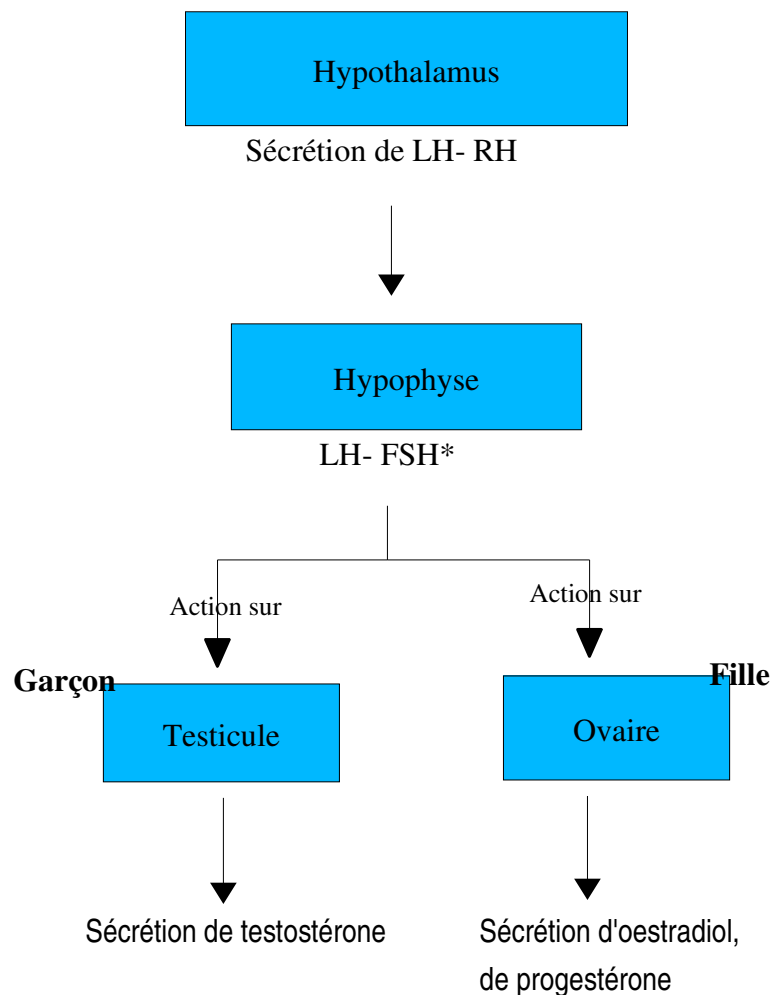 Hypothalamus
Sécrétion de LH- RH
Hypophyse
LH- FSH*
Action sur
Action sur
Garçon
Fille
Testicule
Ovaire
Sécrétion de testostérone
Sécrétion d'oestradiol,
de progestérone